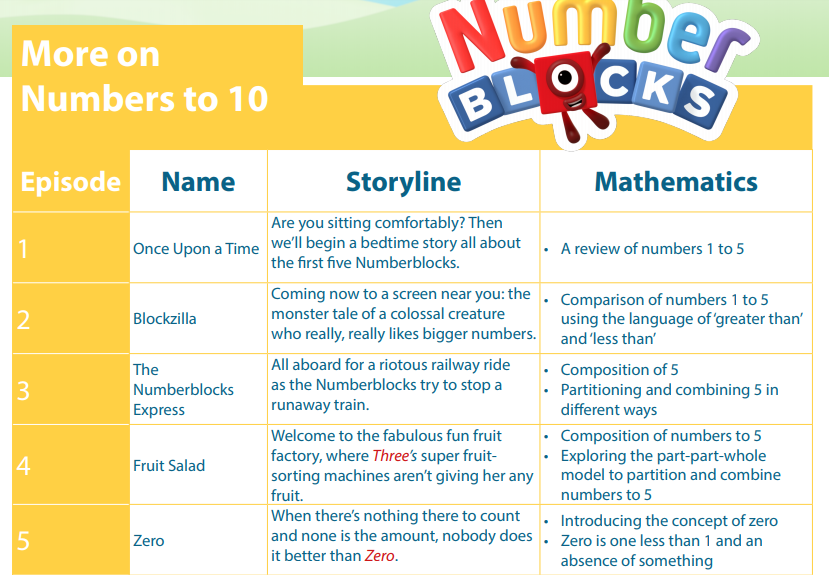 Number
BLOCKS
More on
Numbers to 10
Episode
Name
Storyline
Mathematics
1
Once Upon a Time
Are you sitting comfortably? Then
we’ll begin a bedtime story all about
the first five Numberblocks.
• A review of numbers 1 to 5
2
Blockzilla
Coming now to a screen near you: the
monster tale of a colossal creature
who really, really likes bigger numbers.
• Comparison of numbers 1 to 5
using the language of ‘greater than’
and ‘less than’
3
The
Numberblocks
Express
All aboard for a riotous railway ride
as the Numberblocks try to stop a
runaway train.
• Composition of 5
• Partitioning and combining 5 in
different ways
4
Fruit Salad
Welcome to the fabulous fun fruit
factory, where Three’s super fruit-
sorting machines aren’t giving her any
fruit.
• Composition of numbers to 5
• Exploring the part-part-whole
model to partition and combine
numbers to 5
5
Zero
When there’s nothing there to count
and none is the amount, nobody does
it better than Zero.
• Introducing the concept of zero
• Zero is one less than 1 and an
absence of something